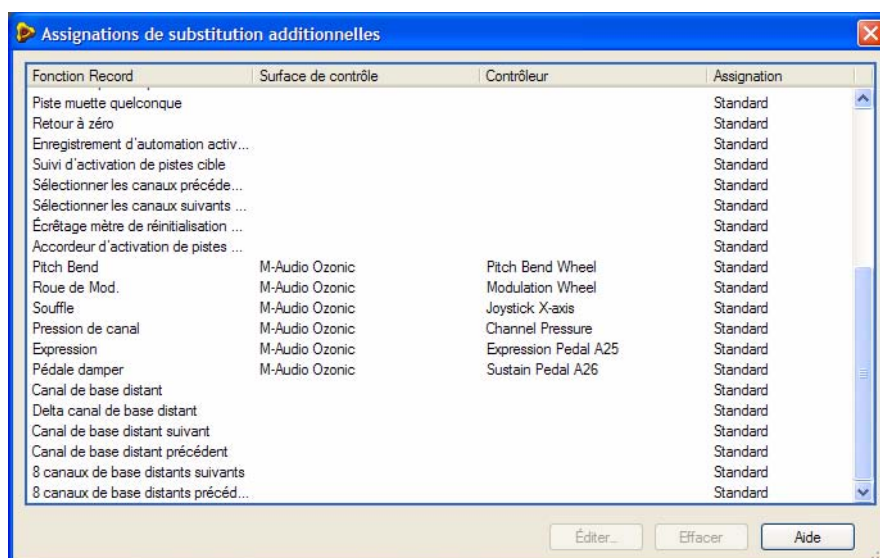 Assignations de substitution additionnelles
Fonction Record Surface de contrôle Contrôleur Assignation
Piste muette quelconque Standard
Retour à zéro Standard
Enregistrement d'automation activ... Standard
Suivi d'activation de pistes cible Standard
Sélectionner les canaux précéde... Standard
Sélectionner les canaux suivants ... Standard
Écrêtage mètre de réinitialisation ... Standard
Accordeur d'activation de pistes ... Standard
Pitch Bend M-Audio Ozonic Pitch Bend Wheel Standard
Roue de Mod. M-Audio Ozonic Modulation Wheel Standard
Souffle M-Audio Ozonic Joystick X-axis Standard
Pression de canal M-Audio Ozonic Channel Pressure Standard
Expression M-Audio Ozonic Expression Pedal A25 Standard
Pédale damper M-Audio Ozonic Sustain Pedal A26 Standard
Canal de base distant Standard
Delta canal de base distant Standard
Canal de base distant suivant Standard
Canal de base distant précédent Standard
8 canaux de base distants suivants Standard
8 canaux de base distants précéd... Standard
Éditer... Effacer Aide